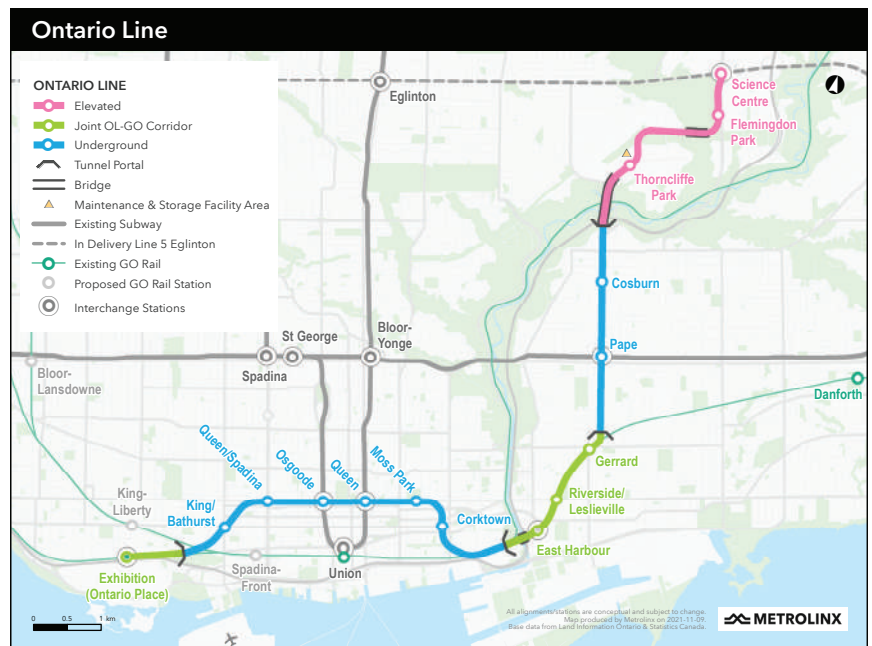 Ontario Line
ONTARIO LINE
Elevated
Joint OL-GO Corridor
Underground
Tunnel Portal
Bridge
Maintenance & Storage Facility Area
Existing Subway
In Delivery Line 5 Eglinton
Existing GO Rail
Proposed GO Rail Station
Interchange Stations
Eglinton
Science
Centre
Flemingdon
Park
Thorncliffe
Park
Cosburn
Pape
Danforth
Gerrard
Riverside/
Leslieville
East Harbour
Corktown
Moss Park
Queen
Osgoode
Queen/Spadina
King/
Bathurst
Exhibition
(Ontario Place)
St George
Bloor-
Yonge
Spadina
Bloor-
Lansdowne
King-
Liberty
Spadina-
Front
Union
0 0.5 1 km
All alignments/stations are conceptual and subject to change.
Map produced by Metrolinx on 2021-11-09.
Base data from Land Information Ontario & Statistics Canada.
METROLINX